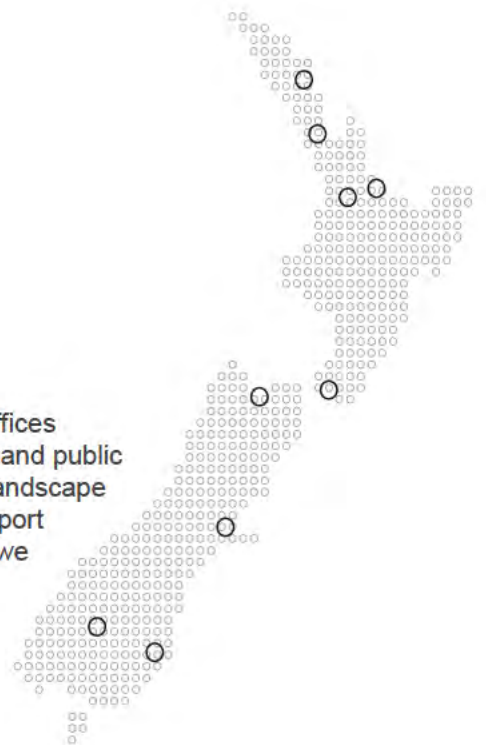 ffices
and public
andscape
port
we